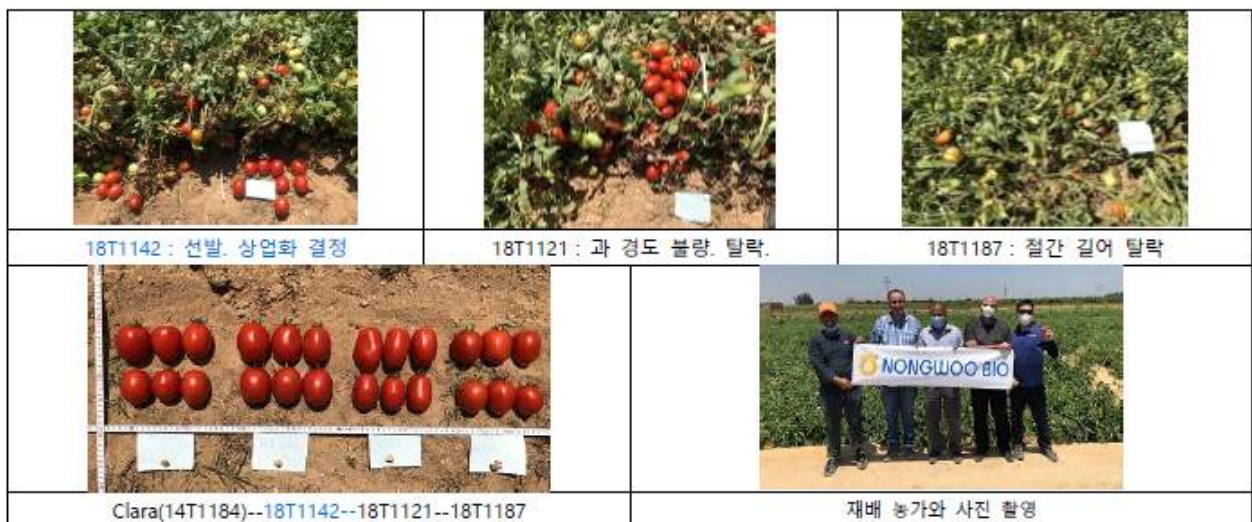 18T1142 : 선발. 상업화 결정
18T1121 : 과 경도 불량. 탈락.
18T1187 : 절간 길어 탈락
NONGWOO BIO
Clara(14T1184)--18T1142--18T1121--18T1187
재배 농가와 사진 촬영